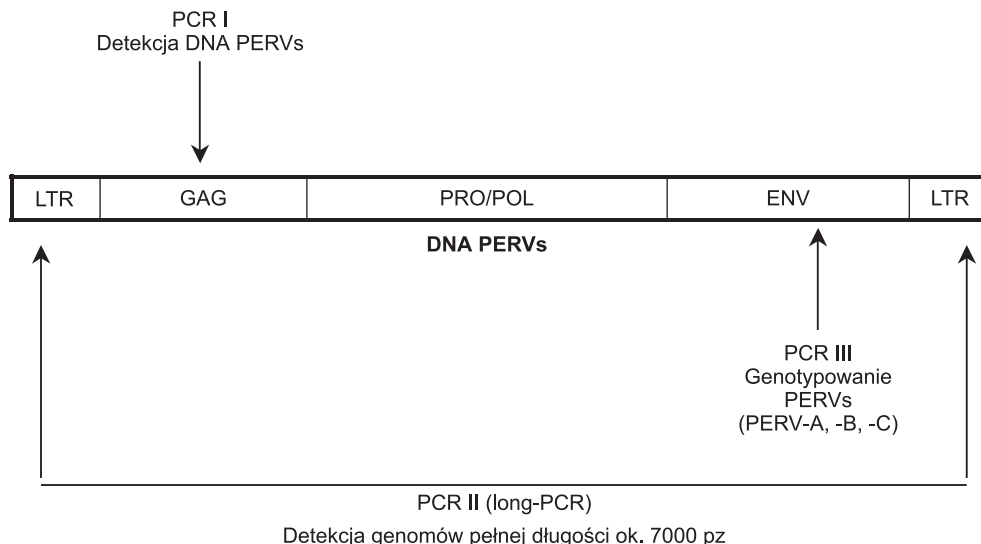 PCR I
Detekcja DNA PERVs
LTR GAG PRO/POL ENV LTR
DNA PERVs
PCR III
Genotypowanie
PERVs
(PERV-A, -B, -C)
PCR II (long-PCR)
Detekcja genomów pełnej długości ok. 7000 pz